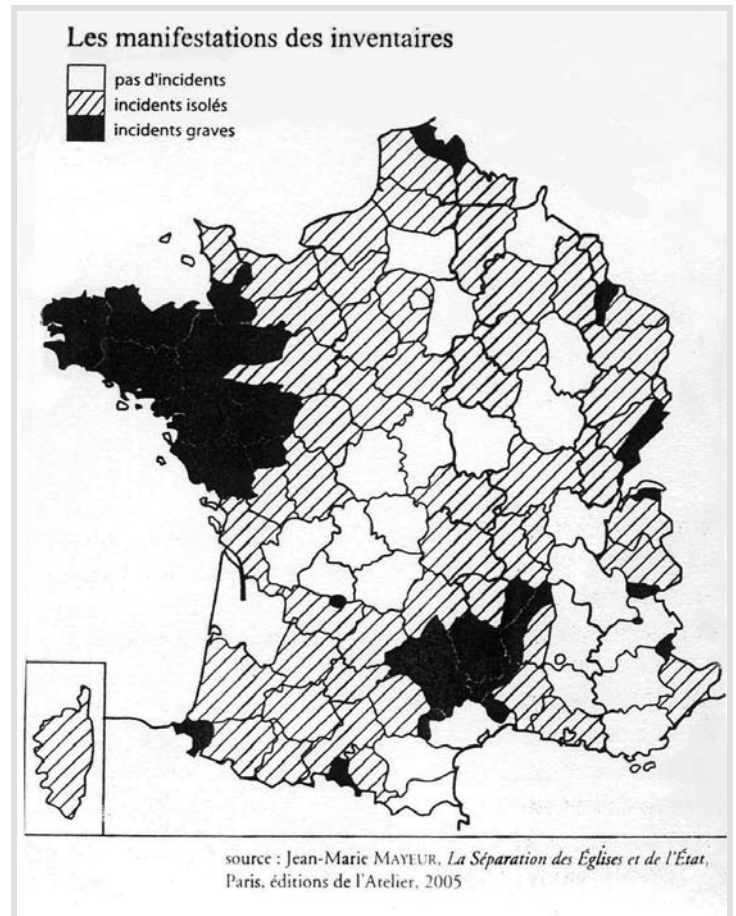 Les manifestations des inventaires
pas d'incidents
incidents isolés
incidents graves
source : Jean-Marie MAYEUR, La Séparation des Églises et de l'État,
Paris, éditions de l'Atelier, 2005